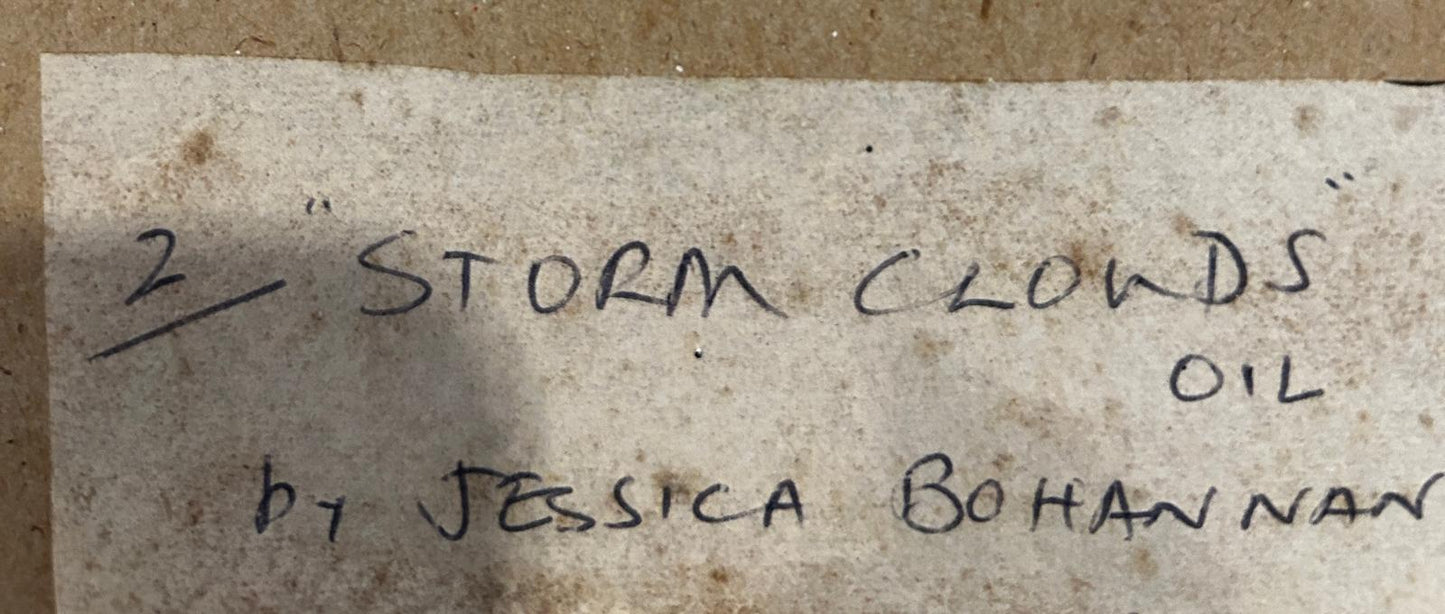 2/ "STORM CLOUDS"
OIL
by JESSICA BOHANNAN